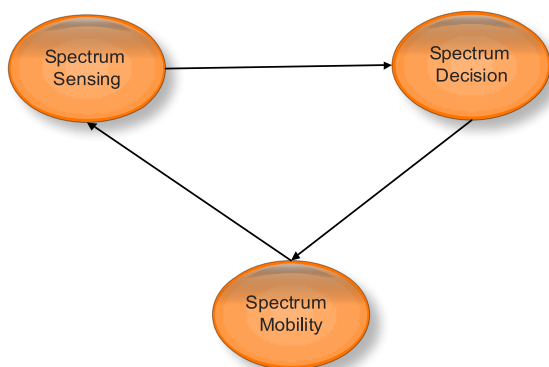 Spectrum
Sensing
Spectrum
Decision
Spectrum
Mobility